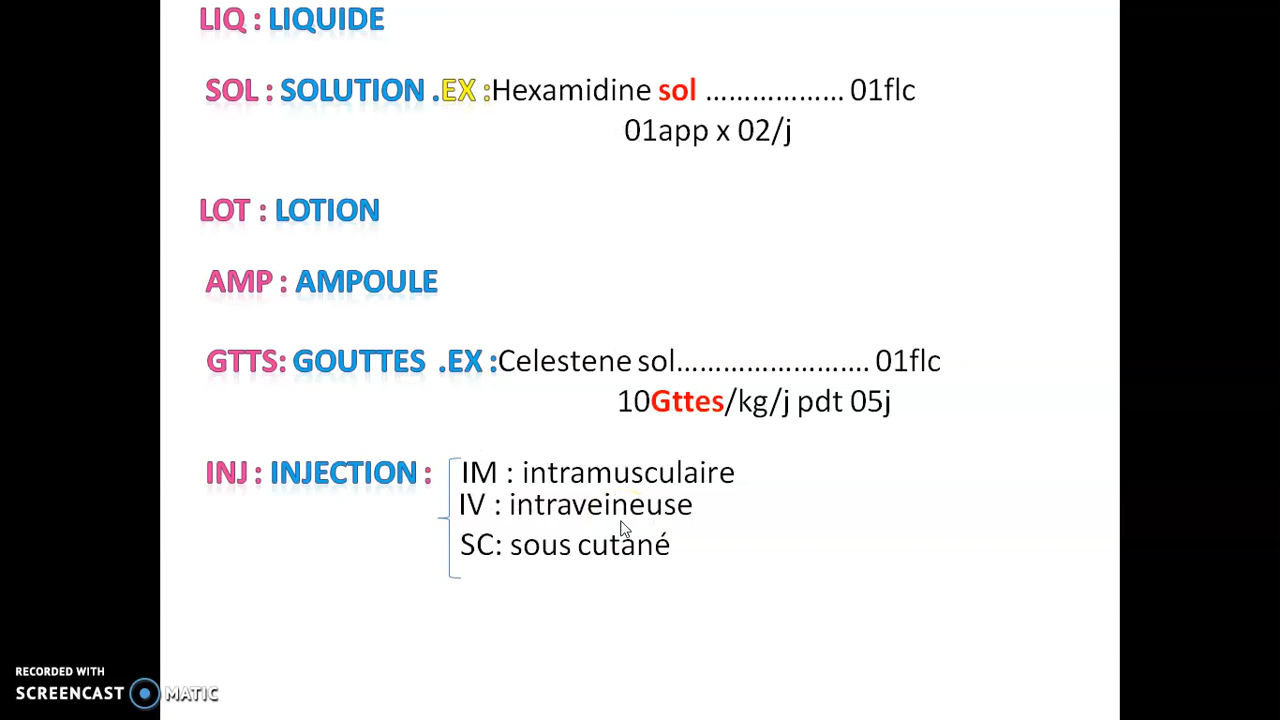 LIQ : LIQUIDE
SOL : SOLUTION .EX :Hexamidine sol ……………… 01flc
01app x 02/j
LOT : LOTION
AMP : AMPOULE
GTTS: GOUTTES .EX :Celestene sol……………………. 01flc
10Gttes/kg/j pdt 05j
INJ : INJECTION : IM : intramusculaire
IV : intraveineuse
SC: sous cutané
RECORDED WITH
SCREENCAST MATIC